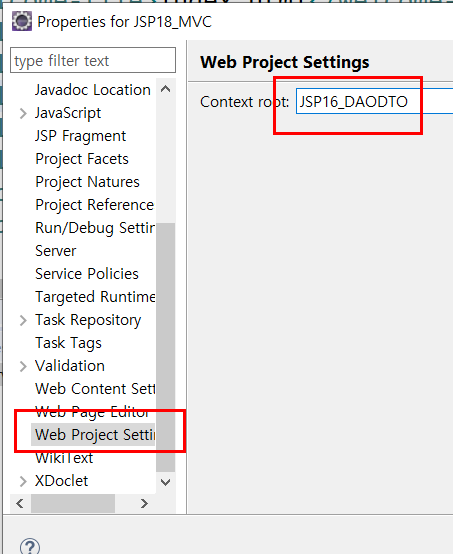 Properties for JSP18_MVC
type filter text
Web Project Settings
Context root: JSP16_DAODTO
Javadoc Location
JavaScript
JSP Fragment
Project Facets
Project Natures
Project Reference
Run/Debug Settin
Server
Service Policies
Targeted Runtime
Task Repository
Task Tags
Validation
Web Content Sett
Web Page Editor
Web Project Settin
WikiText
XDoclet
?